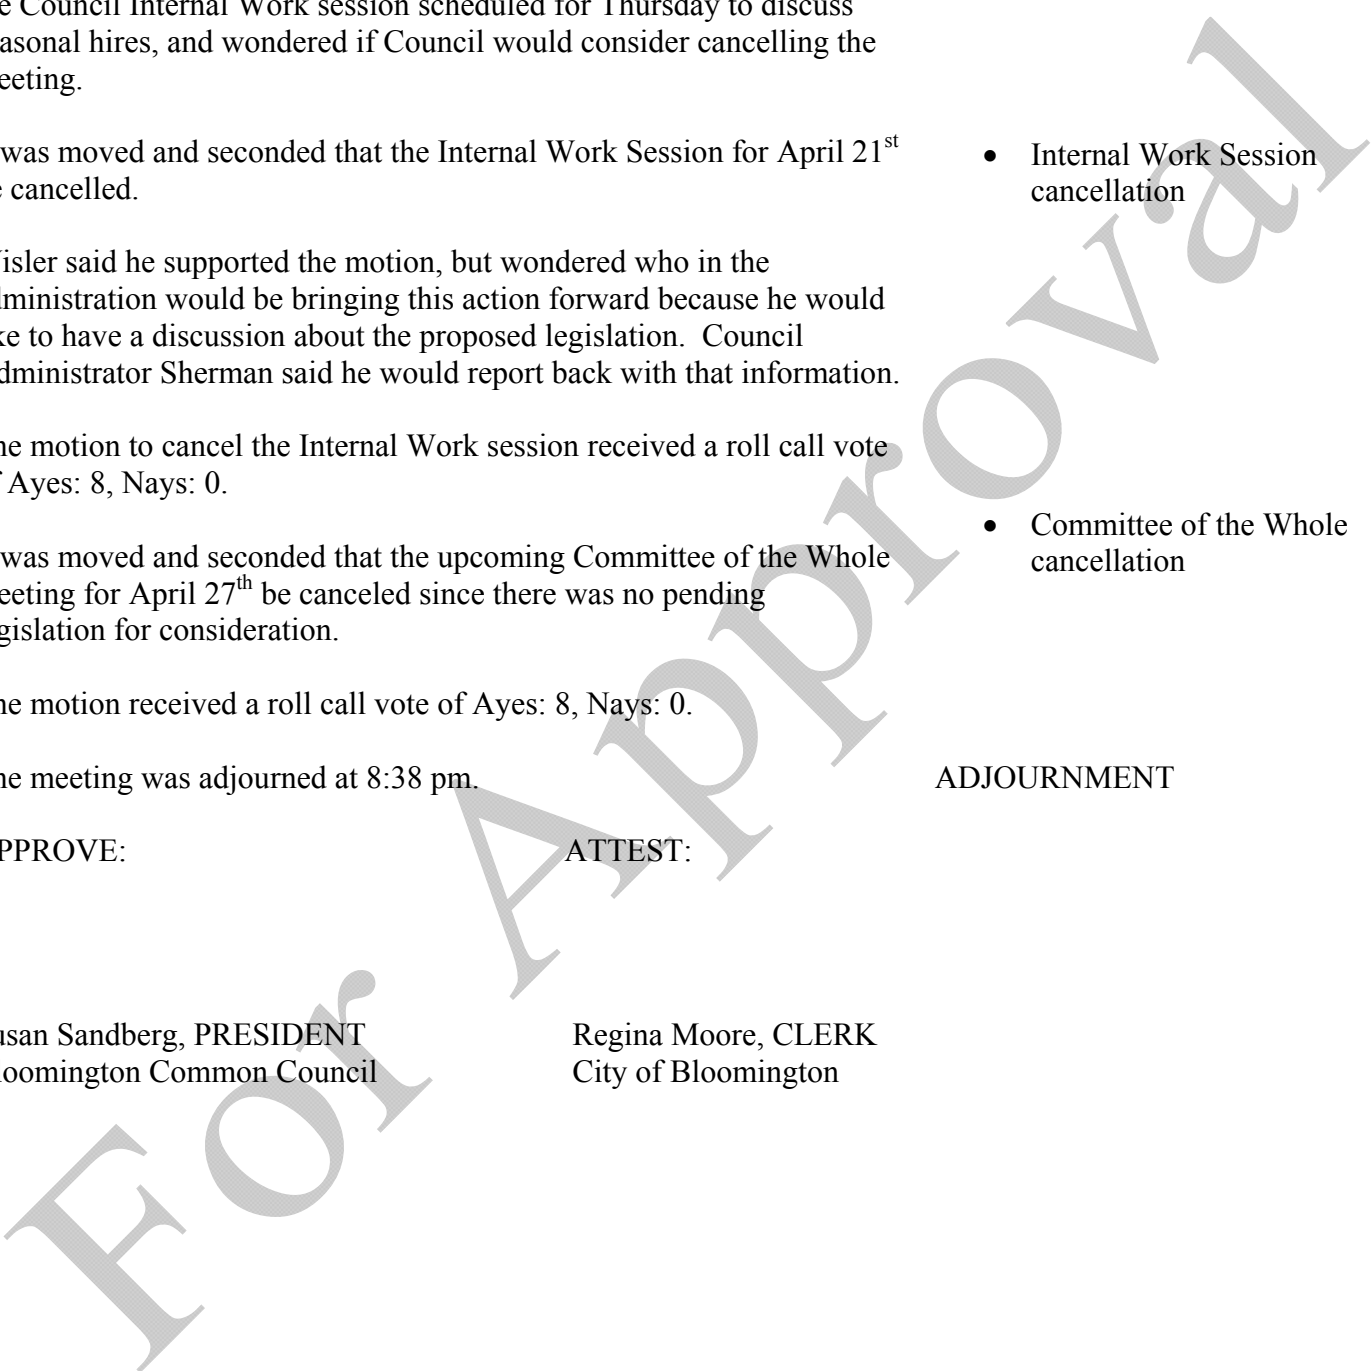 e Council Internal Work session scheduled for Thursday to discuss
asonal hires, and wondered if Council would consider cancelling the
eeting.
was moved and seconded that the Internal Work Session for April 21st
e cancelled.
• Internal Work Session
cancellation
isler said he supported the motion, but wondered who in the
dministration would be bringing this action forward because he would
ke to have a discussion about the proposed legislation. Council
dministrator Sherman said he would report back with that information.
he motion to cancel the Internal Work session received a roll call vote
f Ayes: 8, Nays: 0.
• Committee of the Whole
cancellation
was moved and seconded that the upcoming Committee of the Whole
eeting for April 27th be canceled since there was no pending
gislation for consideration.
he motion received a roll call vote of Ayes: 8, Nays: 0.
he meeting was adjourned at 8:38 pm. ADJOURNMENT
PPROVE: ATTEST:
usan Sandberg, PRESIDENT Regina Moore, CLERK
loomington Common Council City of Bloomington
For Approval